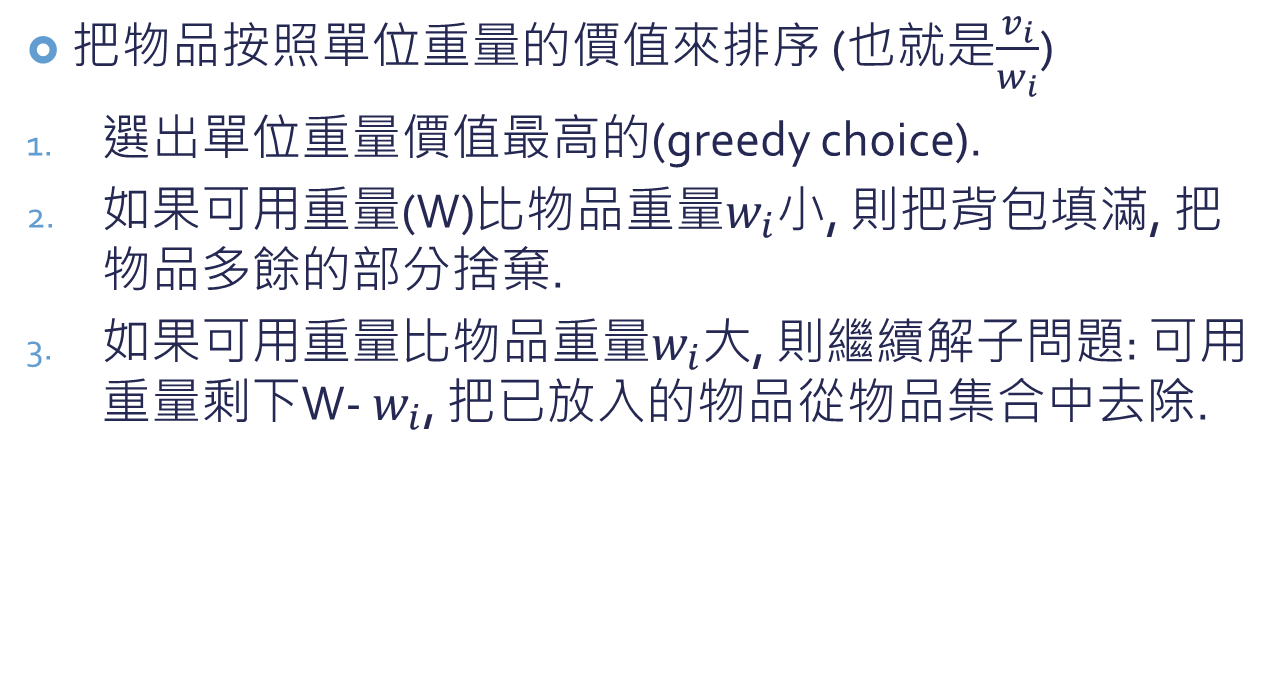 把物品按照單位重量的價值來排序 (也就是v_i/w_i)
1. 選出單位重量價值最高的(greedy choice).
2. 如果可用重量(W)比物品重量w_i小, 則把背包填滿, 把
物品多餘的部分捨棄.
3. 如果可用重量比物品重量w_i大, 則繼續解子問題: 可用
重量剩下W- w_i, 把已放入的物品從物品集合中去除.